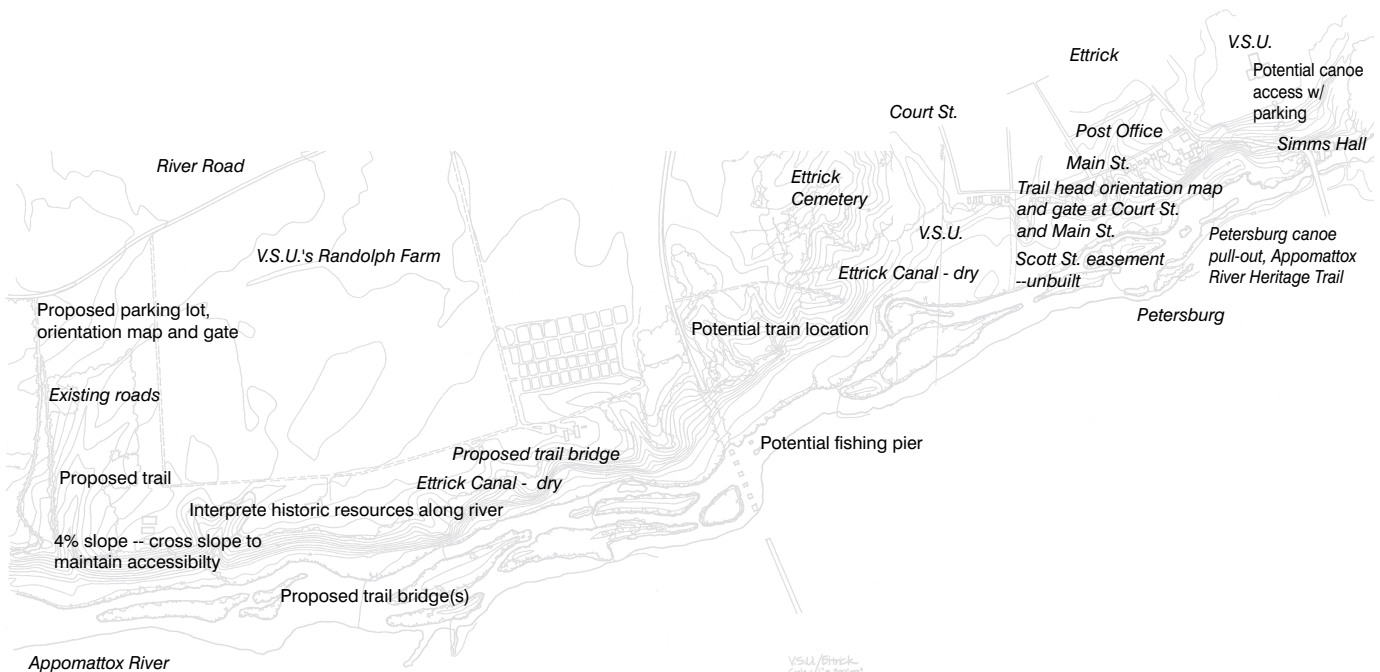 V.S.U.
Ettrick
Potential canoe
access w/
parking
Court St.
Post Office
Simms Hall
River Road
Main St.
Ettrick
Cemetery
Trail head orientation map
and gate at Court St.
and Main St.
V.S.U.
Petersburg canoe
pull-out, Appomattox
River Heritage Trail
V.S.U.'s Randolph Farm
Scott St. easement
--unbuilt
Ettrick Canal - dry
Proposed parking lot,
orientation map and gate
Petersburg
Potential train location
Existing roads
Potential fishing pier
Proposed trail bridge
Proposed trail
Ettrick Canal - dry
Interprete historic resources along river
4% slope -- cross slope to
maintain accessibilty
Proposed trail bridge(s)
Appomattox River
VSU/Ettrick